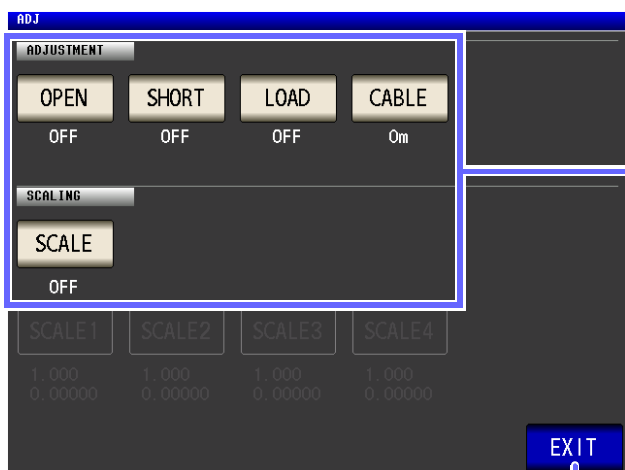 ADJ
ADJUSTMENT
OPEN SHORT LOAD CABLE
OFF OFF OFF 0m
SCALING
SCALE
OFF
SCALE1 SCALE2 SCALE3 SCALE4
1.000 1.000 1.000 1.000
0.00000 0.00000 0.00000 0.00000
EXIT